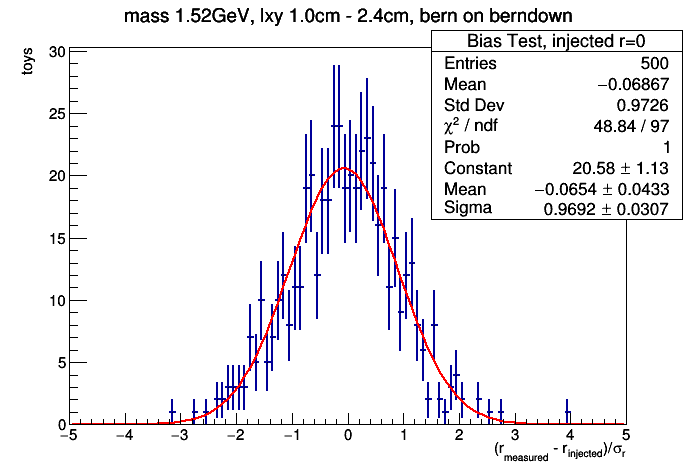 mass 1.52GeV, lxy 1.0cm - 2.4cm, bern on berndown
Bias Test, injected r=0
Entries 500
Mean −0.06867
Std Dev 0.9726
χ² / ndf 48.84 / 97
Prob 1
Constant 20.58 ± 1.13
Mean −0.0654 ± 0.0433
Sigma 0.9692 ± 0.0307
toys
30
25
20
15
10
5
0
−5 −4 −3 −2 −1 0 1 2 3 4 5
(r_measured - r_injected)/σ_r